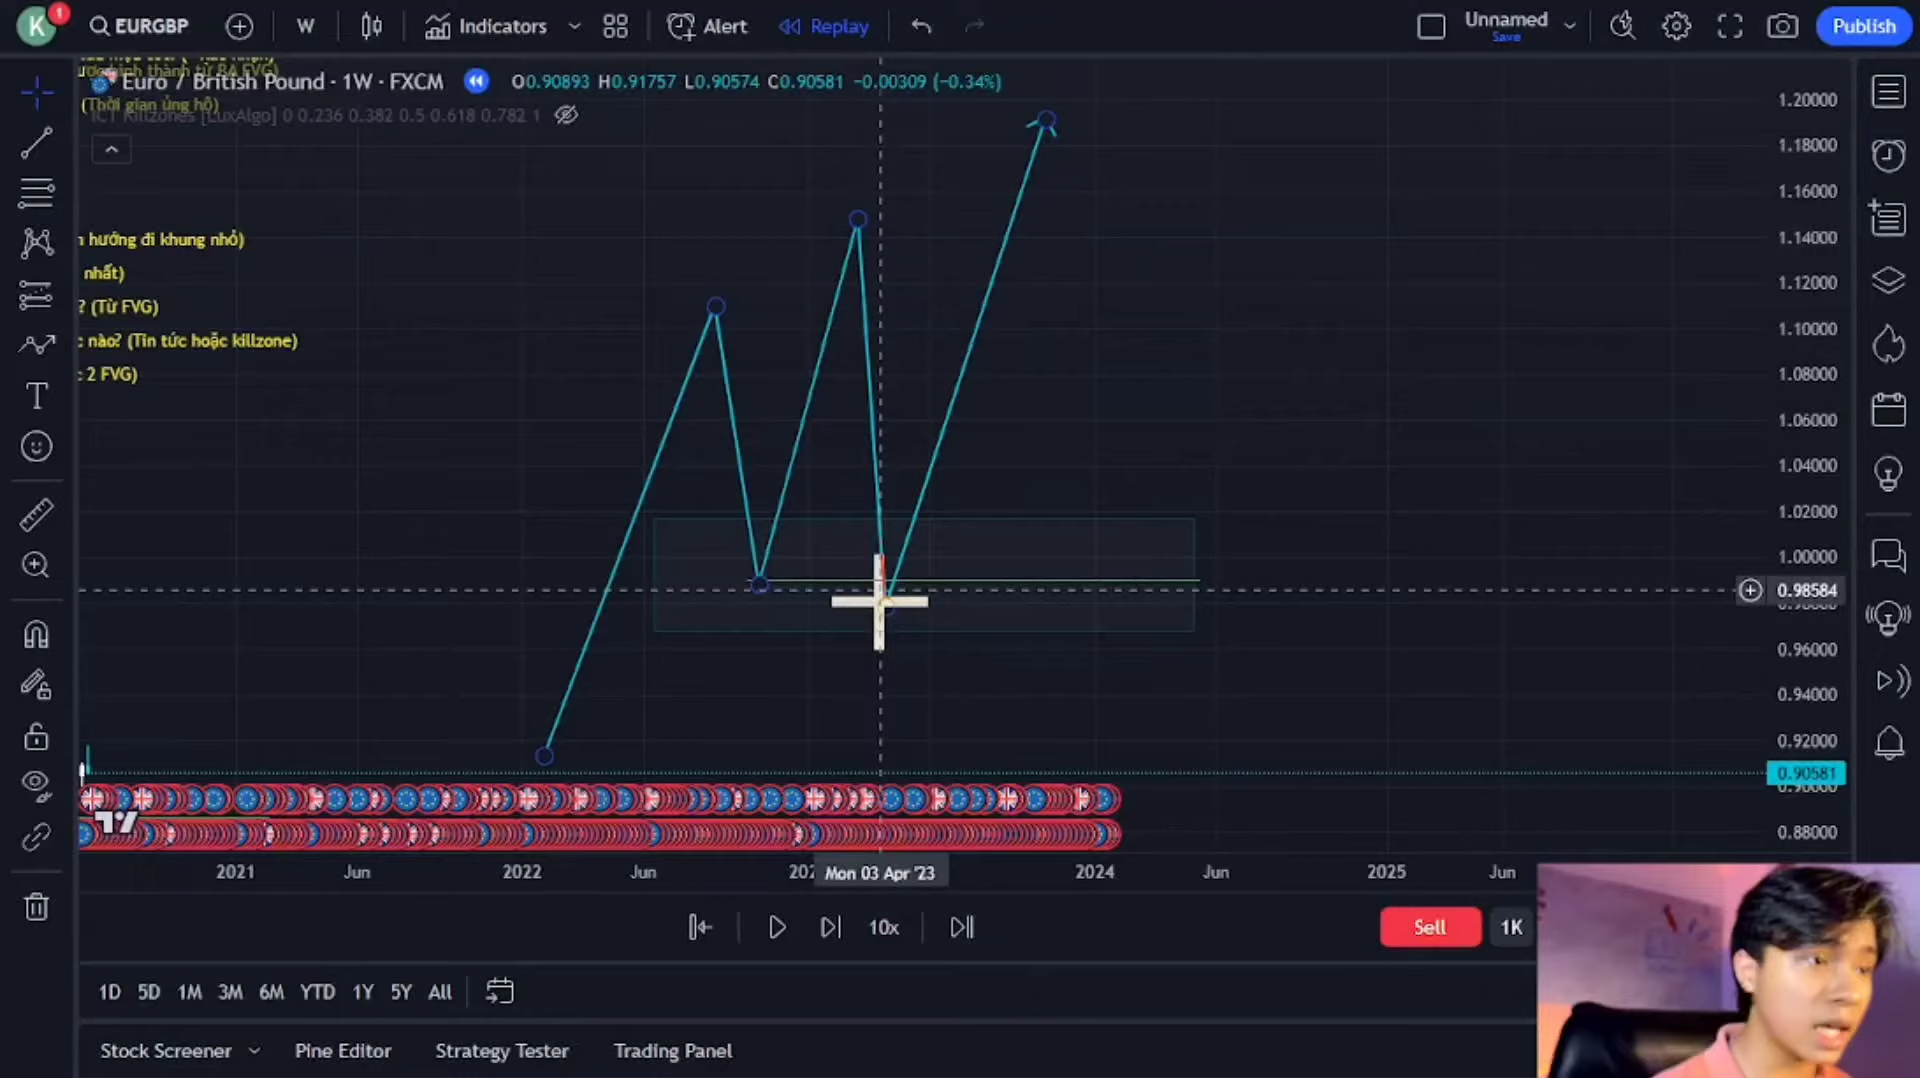 K 1 EURGBP W Indicators Alert Replay Unnamed Save Publish
Euro / British Pound · 1W · FXCM O0.90893 H0.91757 L0.90574 C0.90581 −0.00309 (−0.34%)
(Thời gian ủng hộ)
ICT Killzones [LuxAlgo] 0 0.236 0.382 0.5 0.618 0.782 1
hướng đi khung nhỏ)
nhất)
? (Từ FVG)
nào? (Tin tức hoặc killzone)
2 FVG)
1.20000
1.18000
1.16000
1.14000
1.12000
1.10000
1.08000
1.06000
1.04000
1.02000
1.00000
0.98584
0.96000
0.94000
0.92000
0.90581
0.88000
2021 Jun 2022 Jun Mon 03 Apr '23 2024 Jun 2025 Jun
10x Sell 1K
1D 5D 1M 3M 6M YTD 1Y 5Y All
Stock Screener Pine Editor Strategy Tester Trading Panel